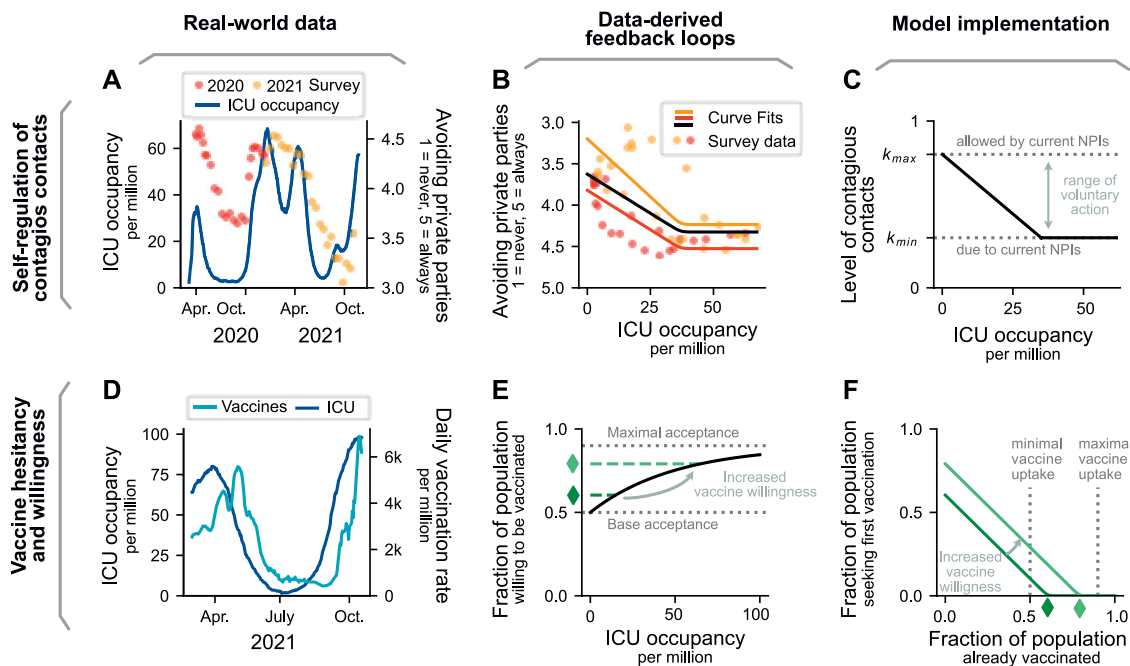 Real-world data
Data-derived
feedback loops
Model implementation
Self-regulation of
contagios contacts
A
2020
2021 Survey
ICU occupancy
ICU occupancy
per million
60
40
20
0
4.5
4.0
3.5
3.0
Avoiding private parties
1 = never, 5 = always
Apr.
Oct.
Apr.
Oct.
2020
2021
B
Curve Fits
Survey data
Avoiding private parties
1 = never, 5 = always
3.0
3.5
4.0
4.5
5.0
0
25
50
ICU occupancy
per million
C
Level of contagious
contacts
1
kmax
kmin
0
allowed by current NPIs
range of
voluntary
action
due to current NPIs
0
25
50
ICU occupancy
per million
Vaccine hesitancy
and willingness
D
Vaccines
ICU
ICU occupancy
per million
100
75
50
25
0
6k
4k
2k
0
Daily vaccination rate
per million
Apr.
July
Oct.
2021
E
Fraction of population
willing to be vaccinated
1.0
0.5
0.0
Maximal acceptance
Increased
vaccine willingness
Base acceptance
0
50
100
ICU occupancy
per million
F
Fraction of population
seeking first vaccination
1.0
0.5
0.0
minimal
vaccine
uptake
maximal
vaccine
uptake
Increased
vaccine
willigness
0.0
0.5
1.0
Fraction of population
already vaccinated